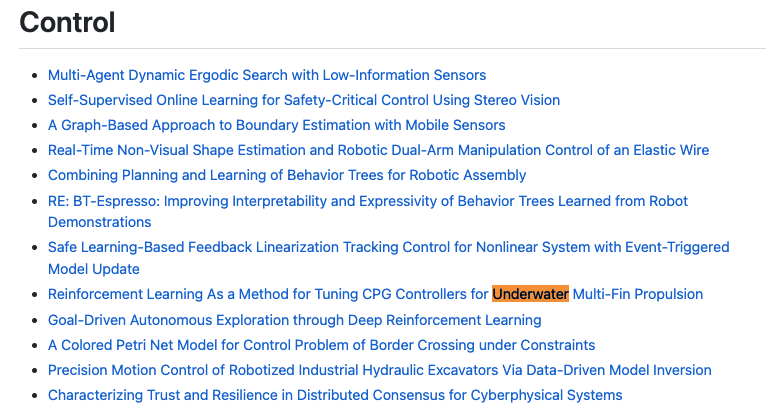 Control
Multi-Agent Dynamic Ergodic Search with Low-Information Sensors
Self-Supervised Online Learning for Safety-Critical Control Using Stereo Vision
A Graph-Based Approach to Boundary Estimation with Mobile Sensors
Real-Time Non-Visual Shape Estimation and Robotic Dual-Arm Manipulation Control of an Elastic Wire
Combining Planning and Learning of Behavior Trees for Robotic Assembly
RE: BT-Espresso: Improving Interpretability and Expressivity of Behavior Trees Learned from Robot
Demonstrations
Safe Learning-Based Feedback Linearization Tracking Control for Nonlinear System with Event-Triggered
Model Update
Reinforcement Learning As a Method for Tuning CPG Controllers for Underwater Multi-Fin Propulsion
Goal-Driven Autonomous Exploration through Deep Reinforcement Learning
A Colored Petri Net Model for Control Problem of Border Crossing under Constraints
Precision Motion Control of Robotized Industrial Hydraulic Excavators Via Data-Driven Model Inversion
Characterizing Trust and Resilience in Distributed Consensus for Cyberphysical Systems